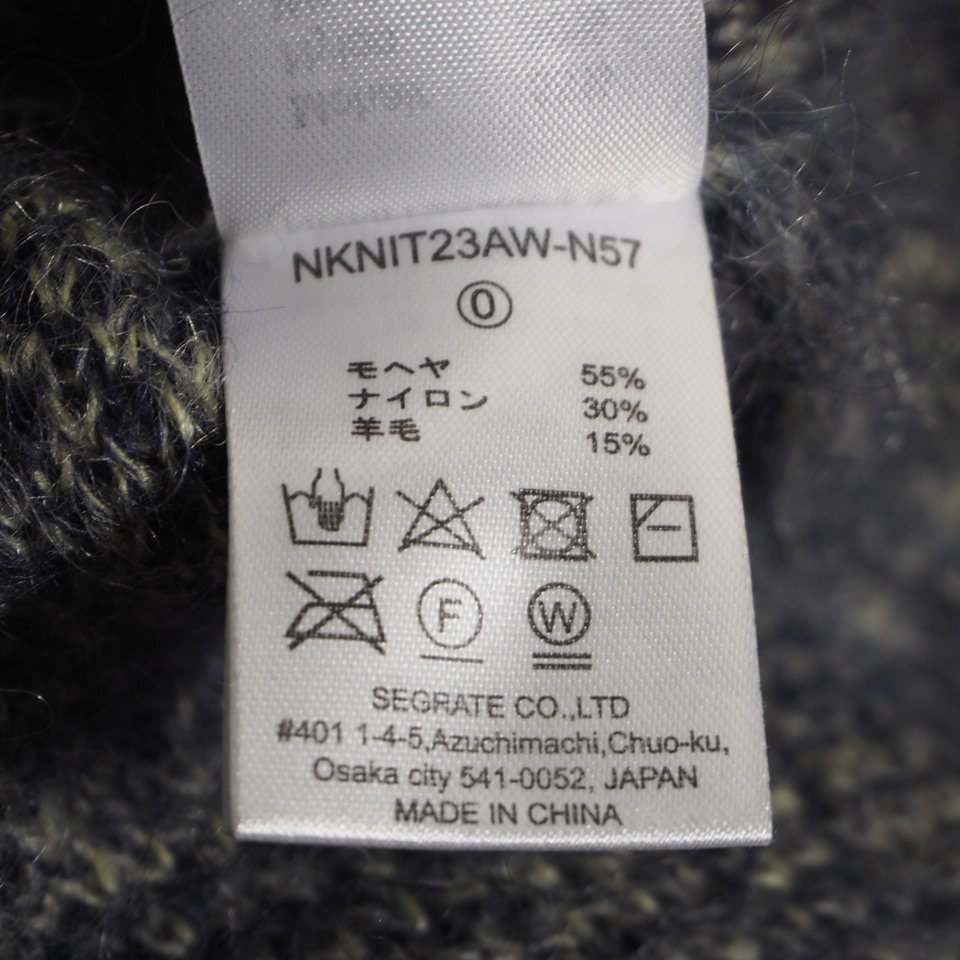 NKNIT23AW-N57
0
モヘヤ 55%
ナイロン 30%
羊毛 15%
F W
SEGRATE CO.,LTD
#401 1-4-5,Azuchimachi,Chuo-ku,
Osaka city 541-0052, JAPAN
MADE IN CHINA